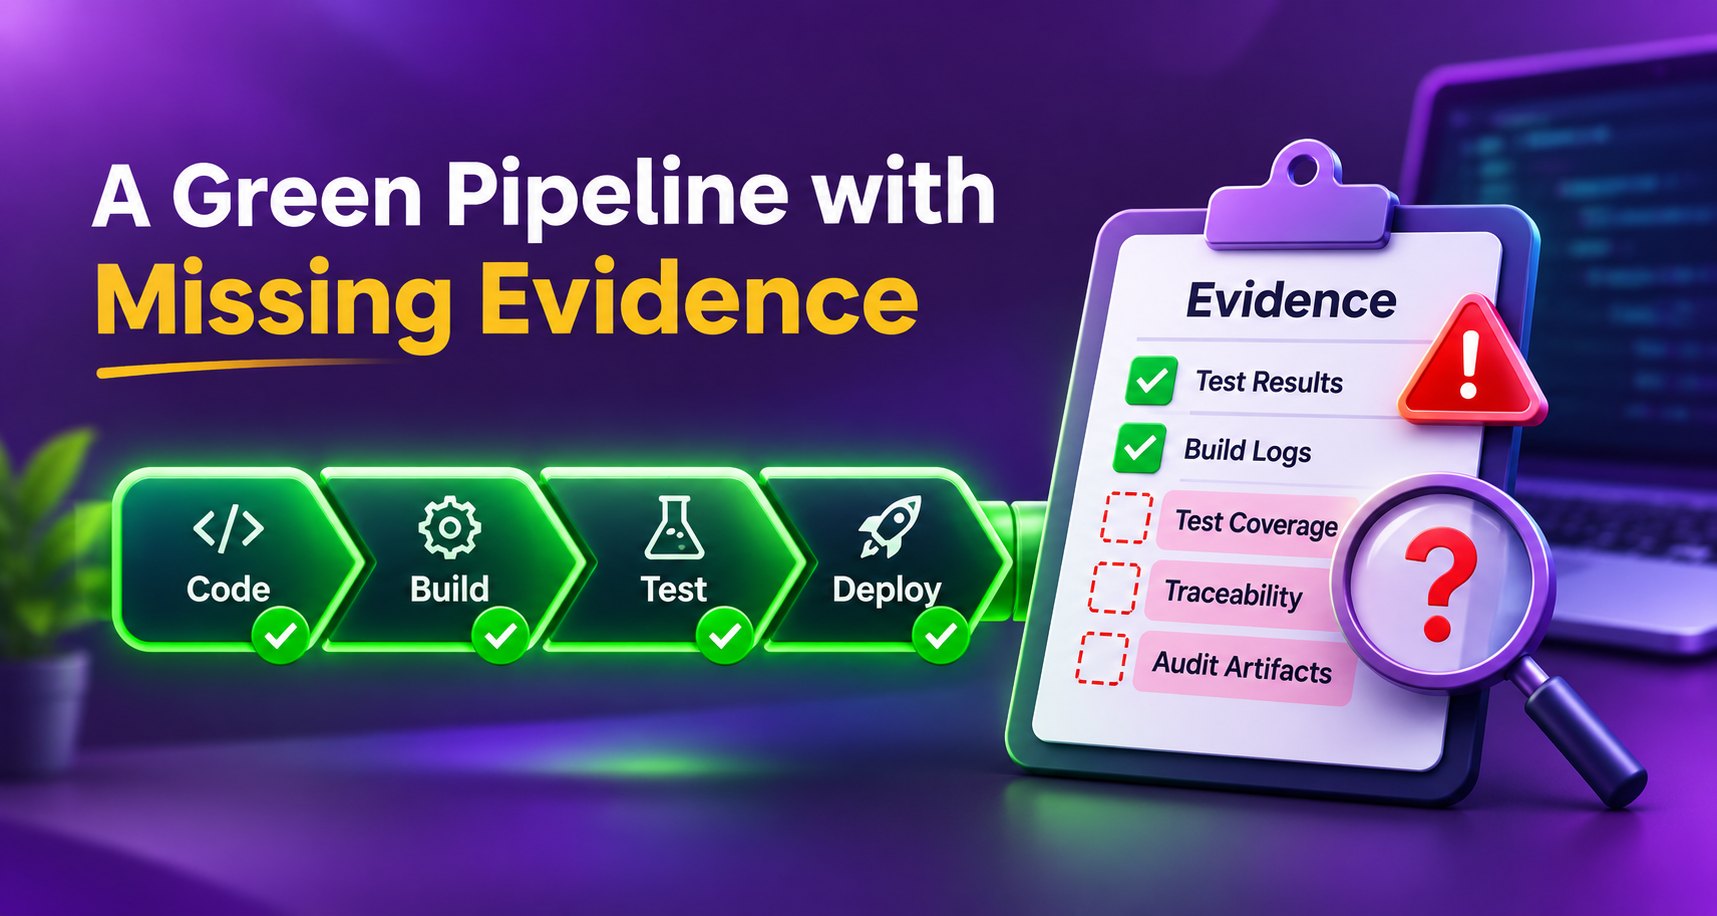 A Green Pipeline with
Missing Evidence
</>
Code
Build
Test
Deploy
Evidence
Test Results
Build Logs
Test Coverage
Traceability
Audit Artifacts
!
?